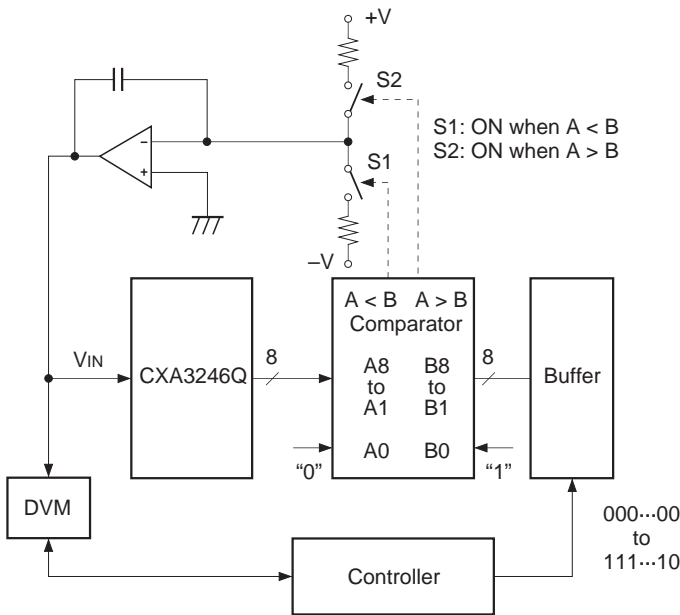 +V
S2
S1: ON when A < B
S2: ON when A > B
–
+
S1
–V
A < B A > B
Comparator
VIN
8
CXA3246Q
A8
to
A1
B8
to
B1
8
Buffer
"0"
A0
B0
"1"
DVM
Controller
000···00
to
111···10